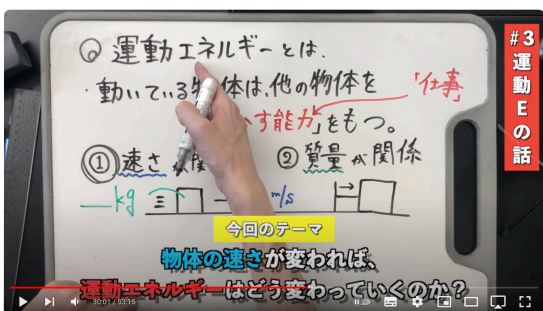 ◎ 運動エネルギーとは、
・動いている物体は、他の物体を
「仕事」
かす能力」をもつ。
① 速さ 関
② 質量が関係
kg
m/s
#3
運動Eの話
今回のテーマ
物体の速さが変われば、
運動エネルギーはどう変わっていくのか？
30:01 / 53:15